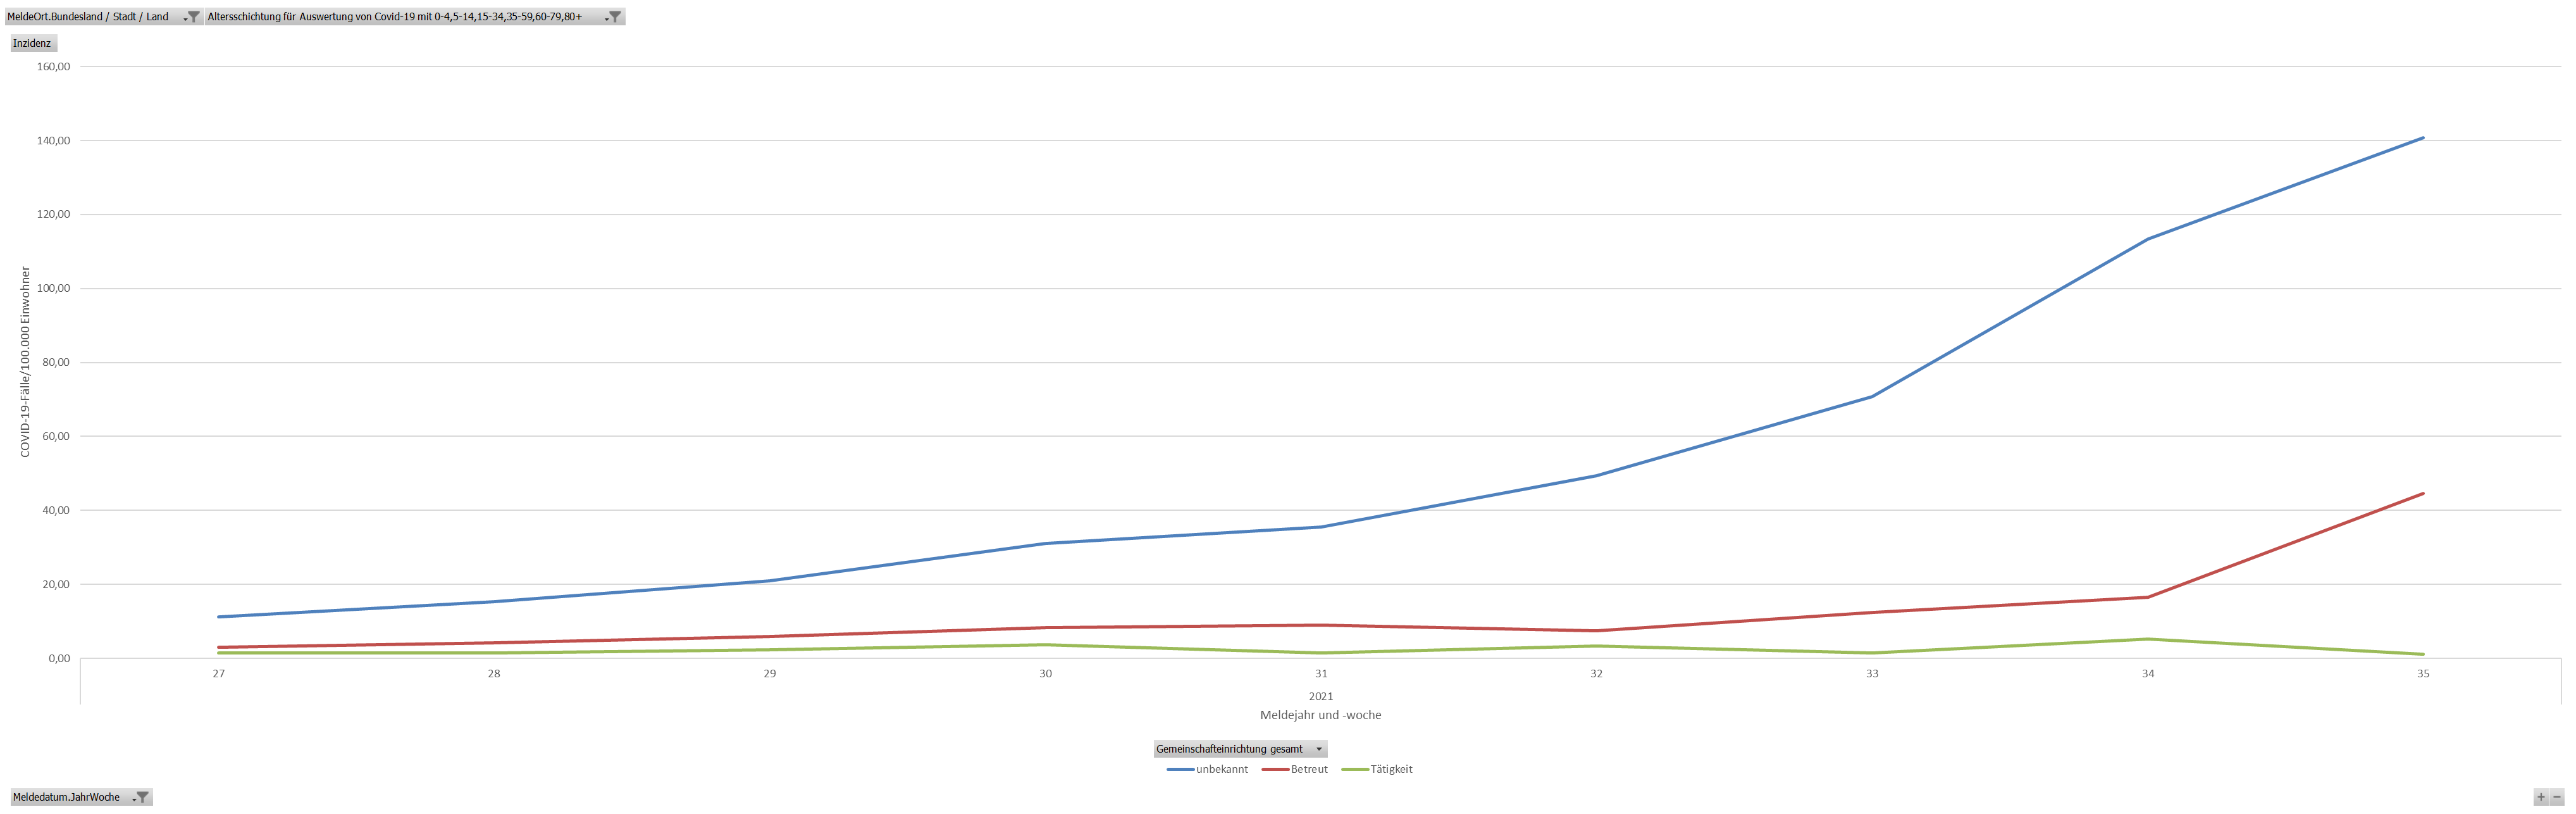 MeldeOrt.Bundesland / Stadt / Land
Altersschichtung für Auswertung von Covid-19 mit 0-4,5-14,15-34,35-59,60-79,80+
Inzidenz
160,00
140,00
120,00
100,00
80,00
60,00
40,00
20,00
0,00
COVID-19-Fälle/100.000 Einwohner
27 28 29 30 31 32 33 34 35
2021
Meldejahr und -woche
Gemeinschafteinrichtung gesamt
unbekannt Betreut Tätigkeit
Meldedatum.JahrWoche
+ −